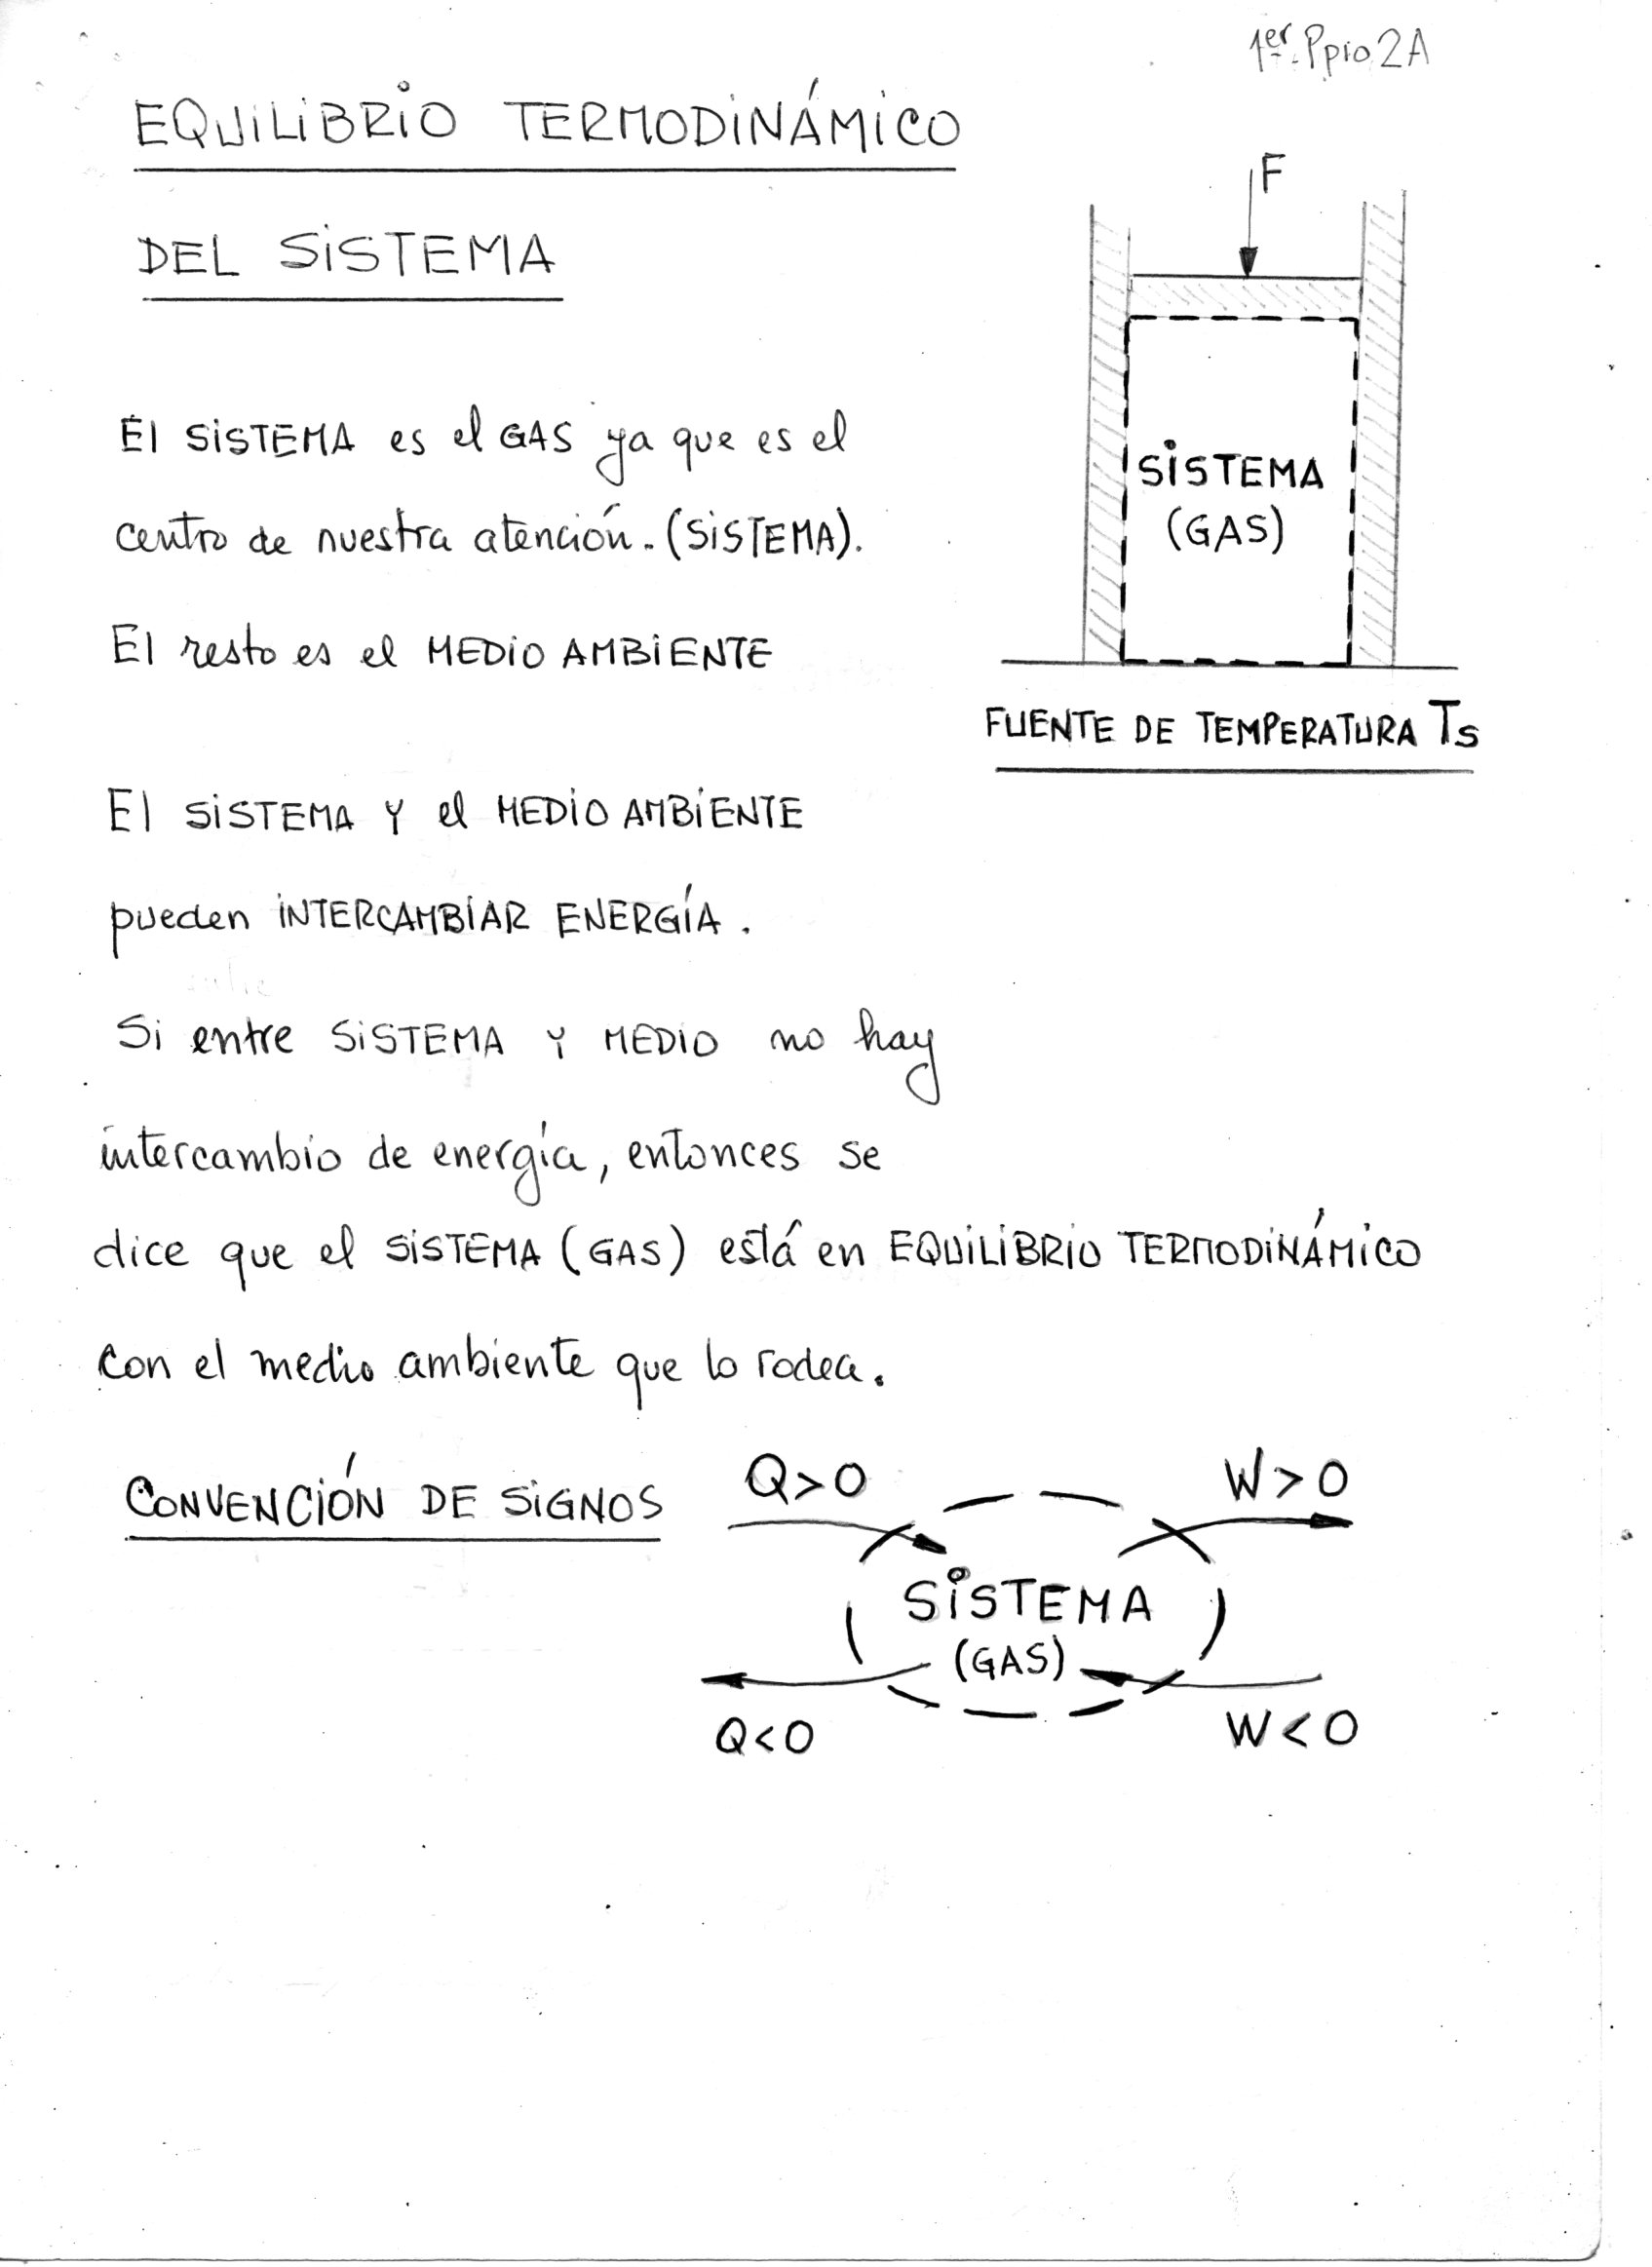 1er. Ppio 2A
EQUILIBRIO TERMODINÁMICO
DEL SISTEMA
F
El SISTEMA es el GAS ya que es el
centro de nuestra atención. (SISTEMA).
El resto es el MEDIO AMBIENTE
SISTEMA
(GAS)
FUENTE DE TEMPERATURA Ts
El SISTEMA Y el MEDIO AMBIENTE
pueden INTERCAMBIAR ENERGÍA.
Si entre SISTEMA Y MEDIO no hay
intercambio de energía, entonces se
dice que el SISTEMA (GAS) está en EQUILIBRIO TERMODINÁMICO
con el medio ambiente que lo rodea.
CONVENCIÓN DE SIGNOS
Q>0
W>0
SISTEMA
(GAS)
Q<0
W<0